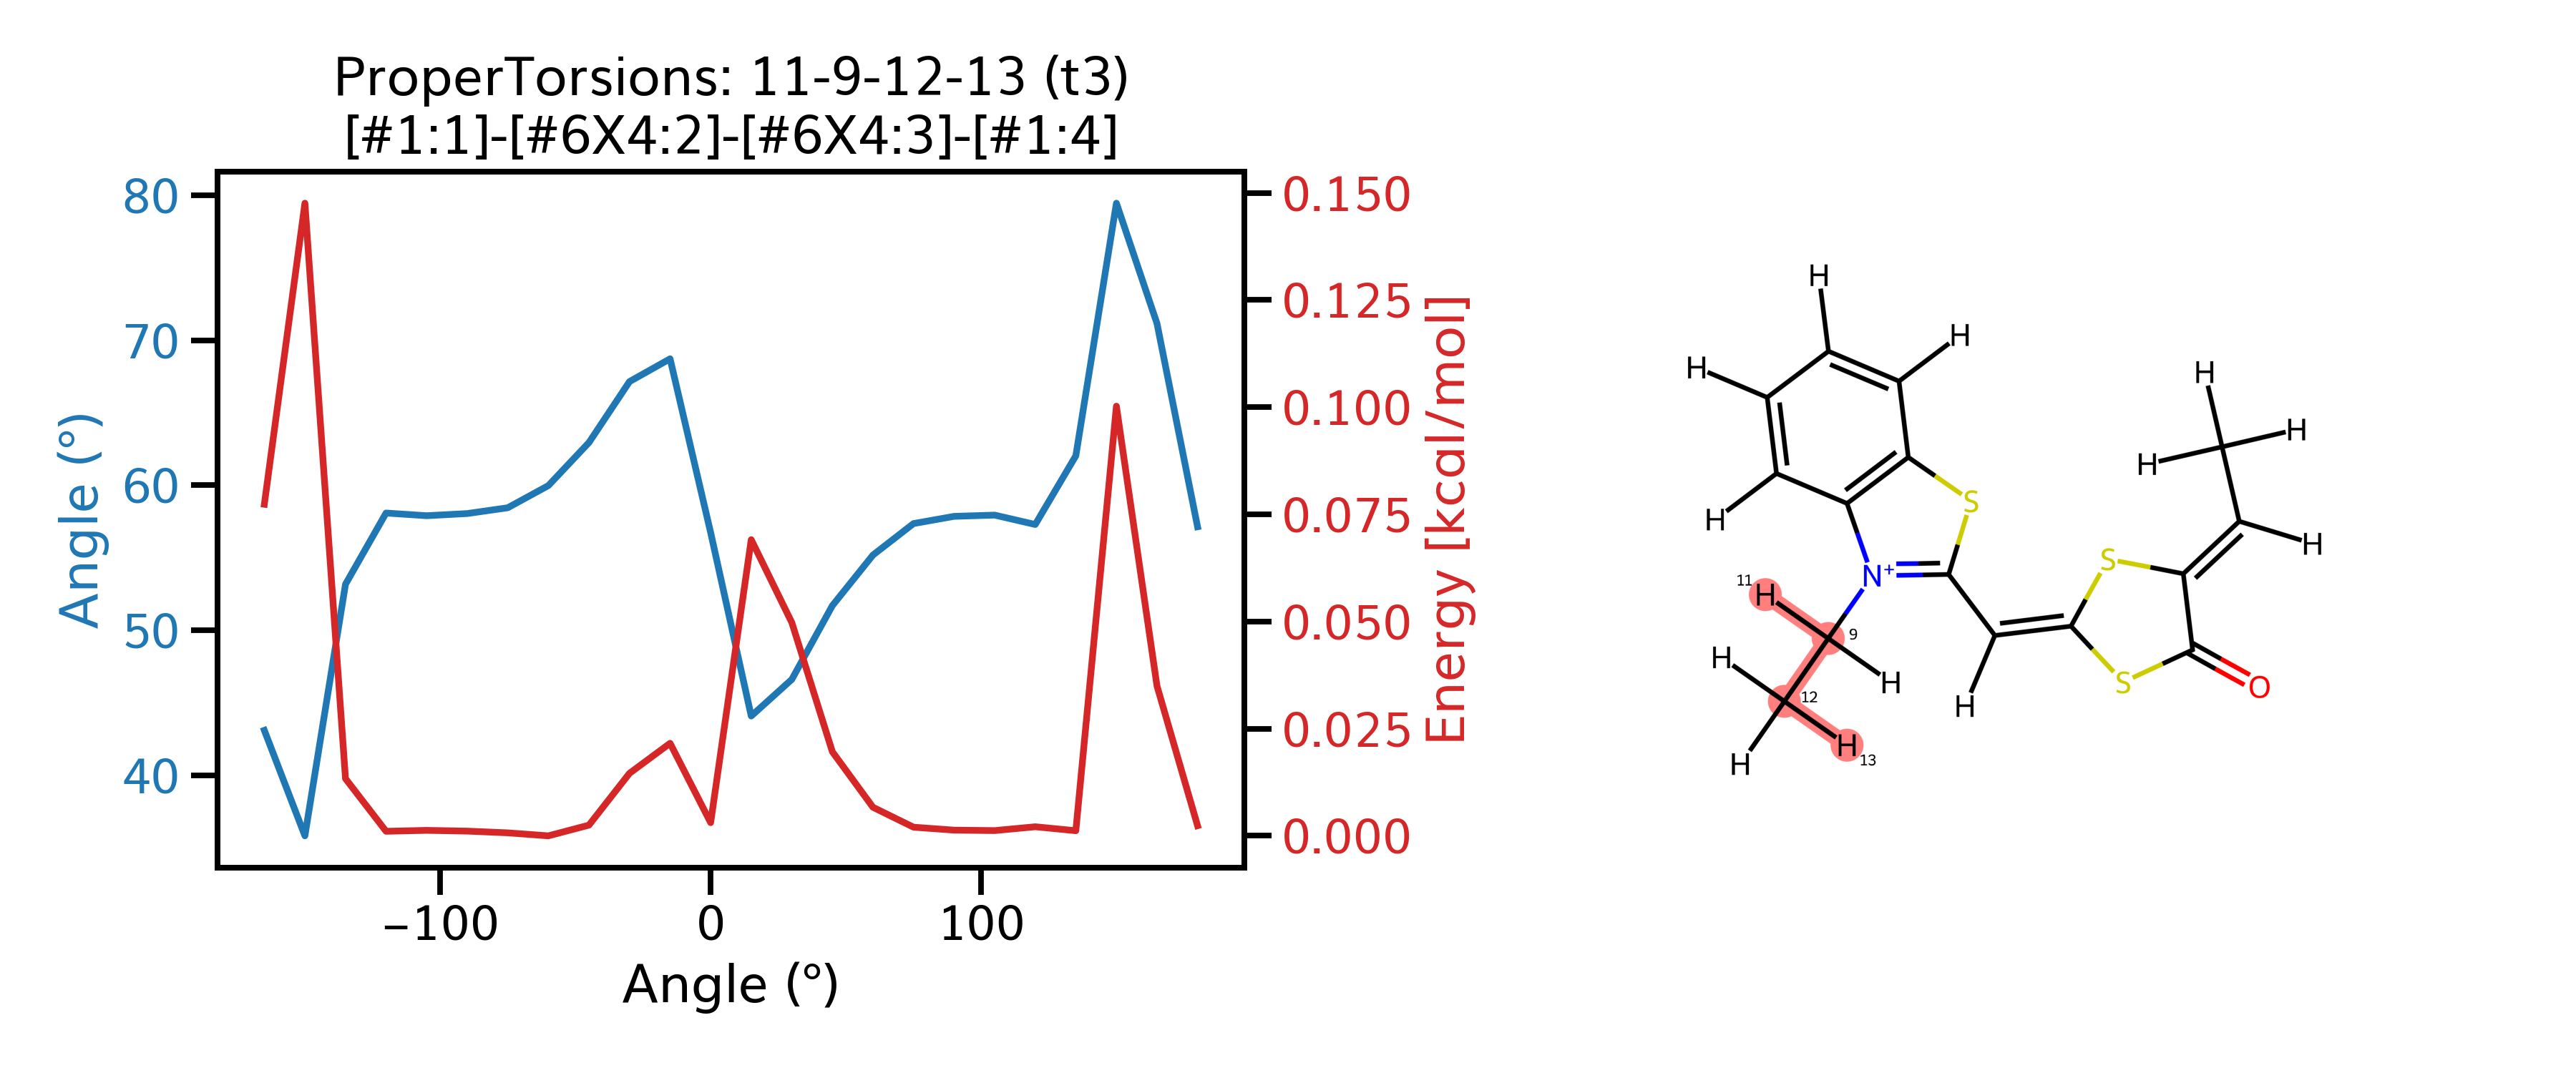 ProperTorsions: 11-9-12-13 (t3)
[#1:1]-[#6X4:2]-[#6X4:3]-[#1:4]
80
70
60
50
40
Angle (°)
0.150
0.125
0.100
0.075
0.050
0.025
0.000
Energy [kcal/mol]
−100
0
100
Angle (°)
H
H
H
H
H
H
H
S
H
S
N+
11
H
9
H
H
12
H
H
13
H
S
O